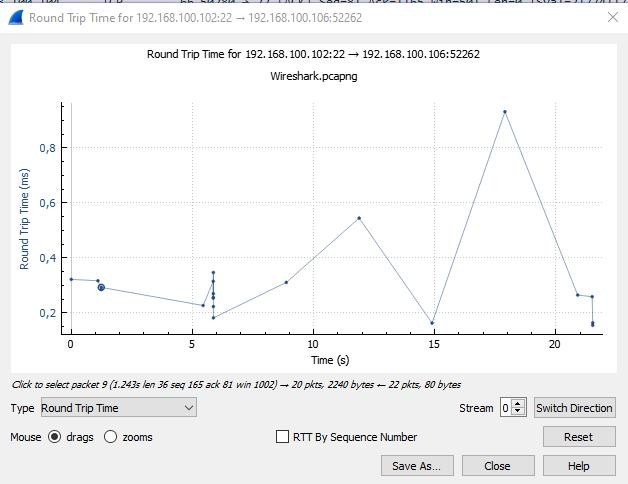 Round Trip Time for 192.168.100.102:22 → 192.168.100.106:52262
Round Trip Time for 192.168.100.102:22 → 192.168.100.106:52262
Wireshark.pcapng
Round Trip Time (ms)
0,8
0,6
0,4
0,2
0 5 10 15 20
Time (s)
Click to select packet 9 (1.243s len 36 seq 165 ack 81 win 1002) → 20 pkts, 2240 bytes ← 22 pkts, 80 bytes
Type Round Trip Time Stream 0 Switch Direction
Mouse drags zooms RTT By Sequence Number Reset
Save As... Close Help